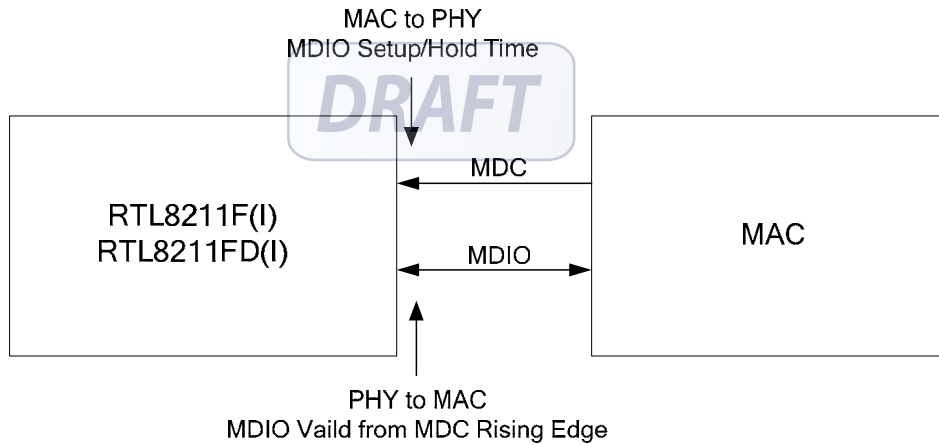 MAC to PHY
MDIO Setup/Hold Time
DRAFT
MDC
RTL8211F(I)
RTL8211FD(I)
MAC
MDIO
PHY to MAC
MDIO Vaild from MDC Rising Edge